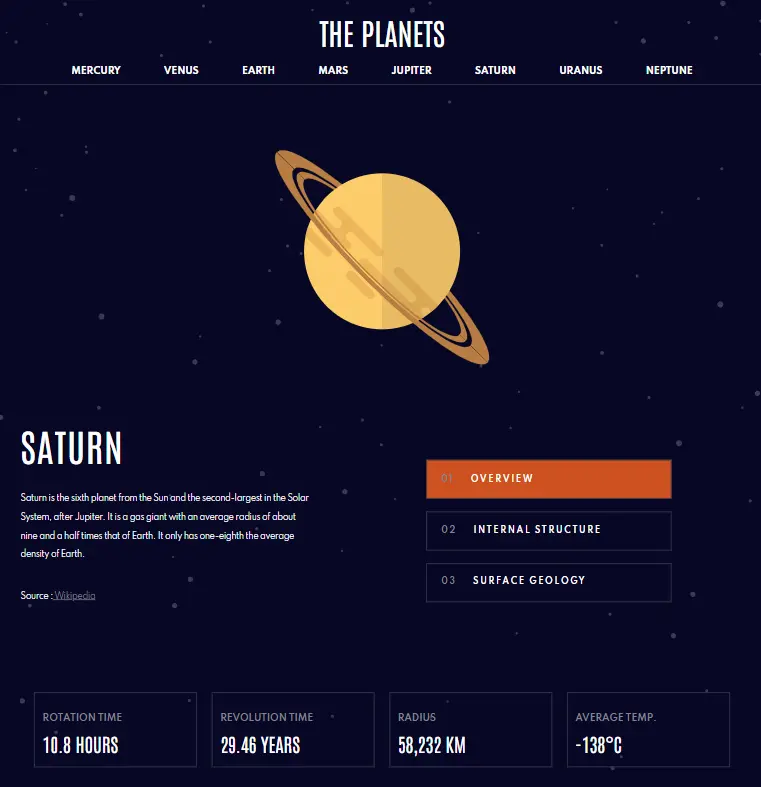 THE PLANETS
MERCURY VENUS EARTH MARS JUPITER SATURN URANUS NEPTUNE
SATURN
Saturn is the sixth planet from the Sun and the second-largest in the Solar
System, after Jupiter. It is a gas giant with an average radius of about
nine and a half times that of Earth. It only has one-eighth the average
density of Earth.
Source : Wikipedia
01 OVERVIEW
02 INTERNAL STRUCTURE
03 SURFACE GEOLOGY
ROTATION TIME
10.8 HOURS
REVOLUTION TIME
29.46 YEARS
RADIUS
58,232 KM
AVERAGE TEMP.
-138°C